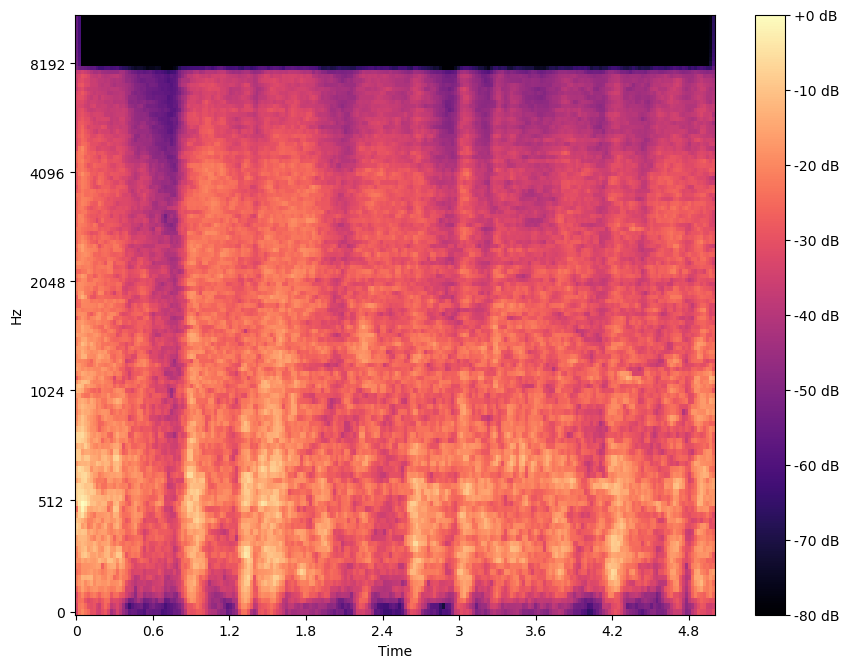 +0 dB
8192
-10 dB
4096
-20 dB
-30 dB
2048
Hz
-40 dB
1024
-50 dB
-60 dB
512
-70 dB
0
-80 dB
0 0.6 1.2 1.8 2.4 3 3.6 4.2 4.8
Time